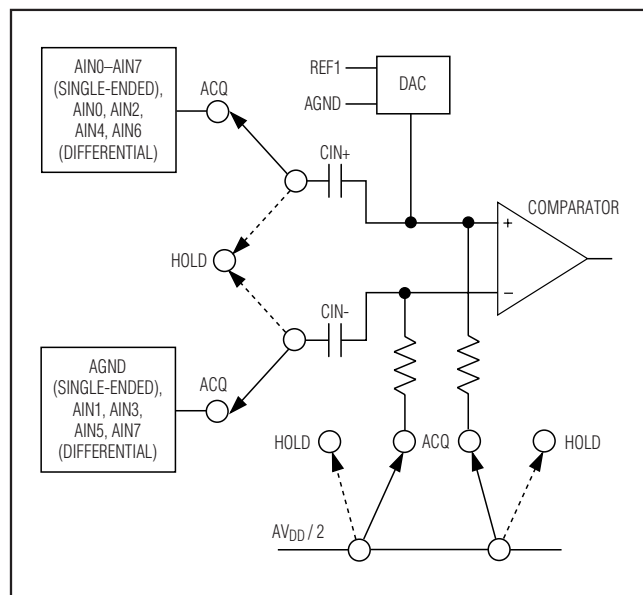 AIN0–AIN7
(SINGLE-ENDED),
AIN0, AIN2,
AIN4, AIN6
(DIFFERENTIAL)
ACQ
REF1
AGND
DAC
CIN+
COMPARATOR
+
HOLD
−
CIN-
AGND
(SINGLE-ENDED),
AIN1, AIN3,
AIN5, AIN7
(DIFFERENTIAL)
ACQ
HOLD
ACQ
HOLD
AVDD / 2